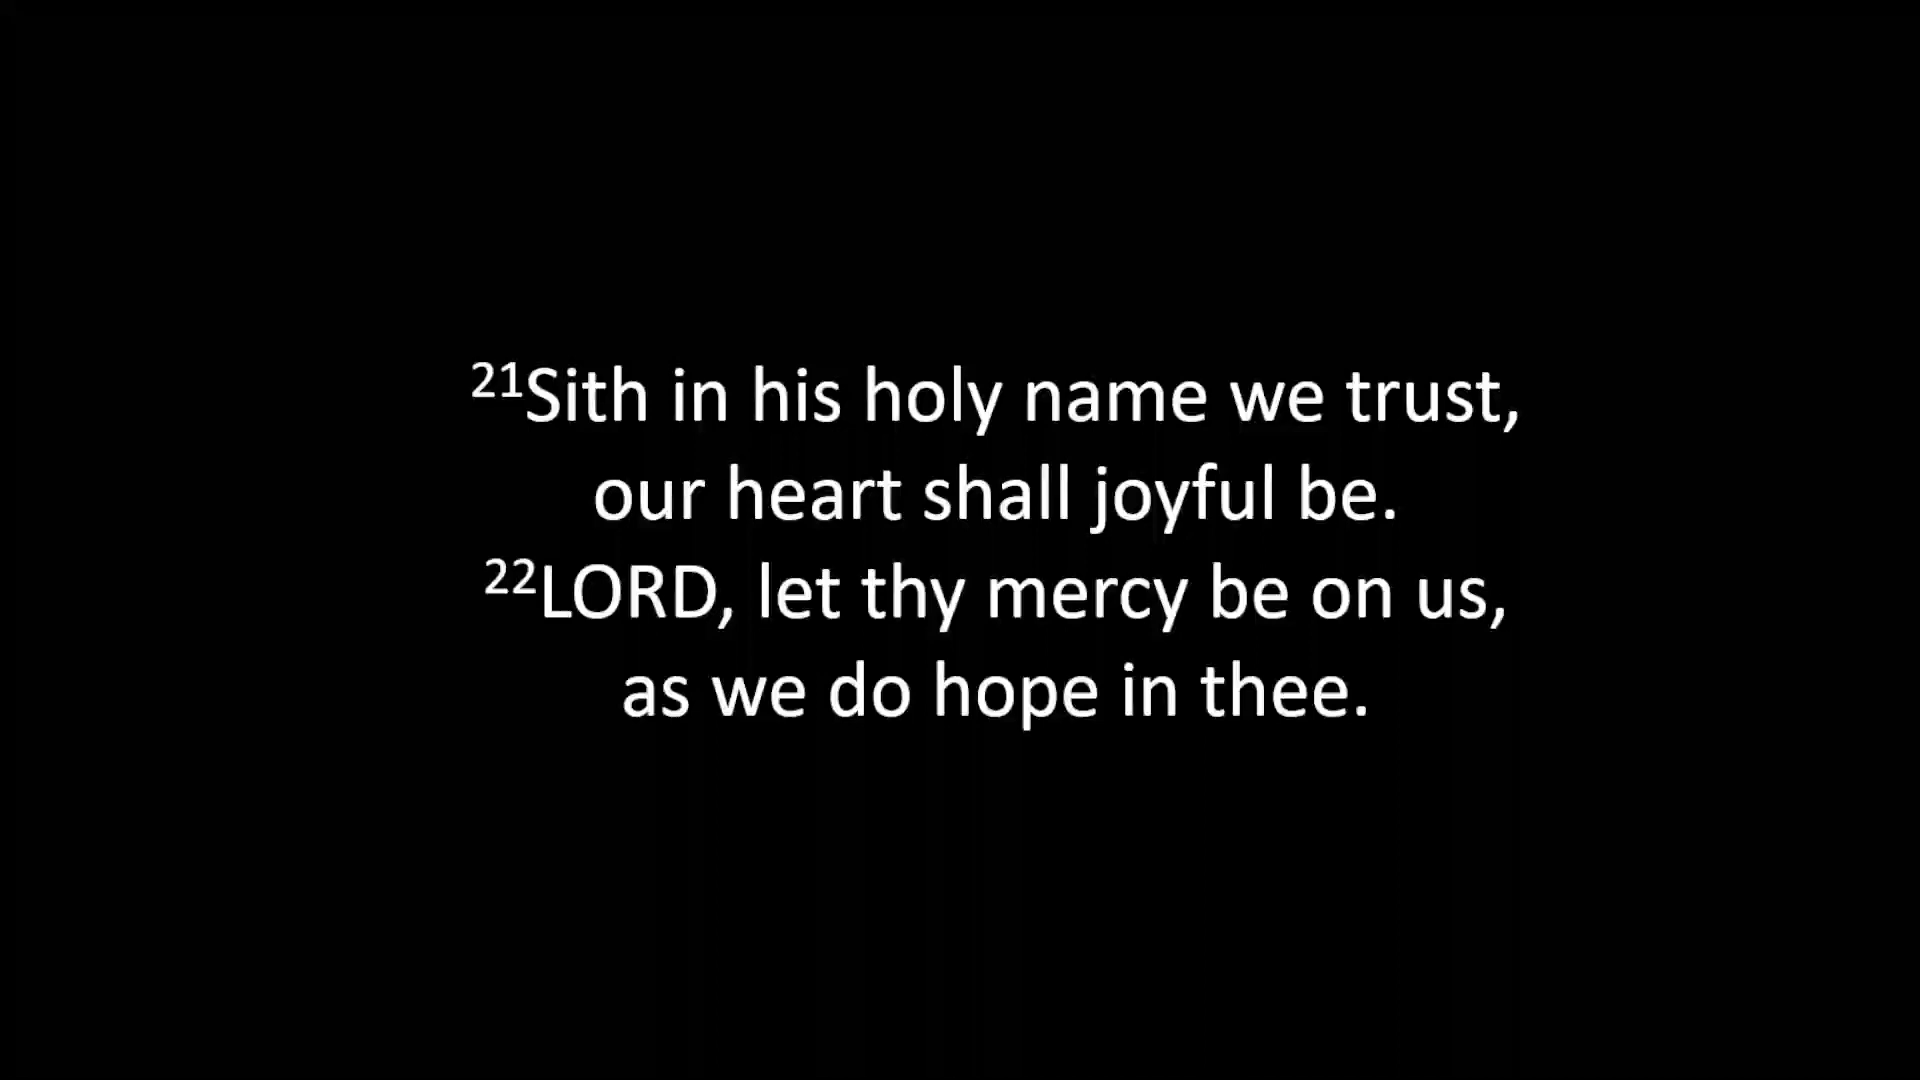 ²¹Sith in his holy name we trust,
our heart shall joyful be.
²²LORD, let thy mercy be on us,
as we do hope in thee.